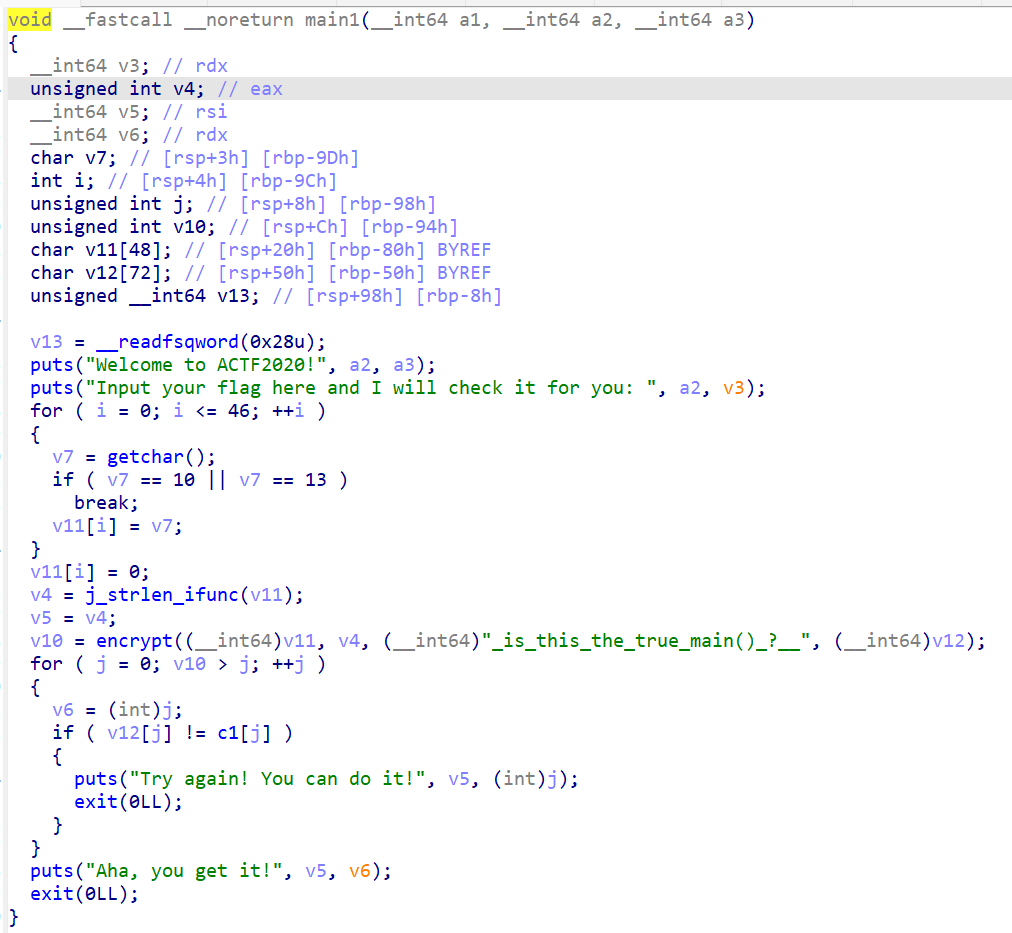 void __fastcall __noreturn main1(__int64 a1, __int64 a2, __int64 a3)
{
  __int64 v3; // rdx
  unsigned int v4; // eax
  __int64 v5; // rsi
  __int64 v6; // rdx
  char v7; // [rsp+3h] [rbp-9Dh]
  int i; // [rsp+4h] [rbp-9Ch]
  unsigned int j; // [rsp+8h] [rbp-98h]
  unsigned int v10; // [rsp+Ch] [rbp-94h]
  char v11[48]; // [rsp+20h] [rbp-80h] BYREF
  char v12[72]; // [rsp+50h] [rbp-50h] BYREF
  unsigned __int64 v13; // [rsp+98h] [rbp-8h]

  v13 = __readfsqword(0x28u);
  puts("Welcome to ACTF2020!", a2, a3);
  puts("Input your flag here and I will check it for you: ", a2, v3);
  for ( i = 0; i <= 46; ++i )
  {
    v7 = getchar();
    if ( v7 == 10 || v7 == 13 )
      break;
    v11[i] = v7;
  }
  v11[i] = 0;
  v4 = j_strlen_ifunc(v11);
  v5 = v4;
  v10 = encrypt((__int64)v11, v4, (__int64)"_is_this_the_true_main()_?__", (__int64)v12);
  for ( j = 0; v10 > j; ++j )
  {
    v6 = (int)j;
    if ( v12[j] != c1[j] )
    {
      puts("Try again! You can do it!", v5, (int)j);
      exit(0LL);
    }
  }
  puts("Aha, you get it!", v5, v6);
  exit(0LL);
}